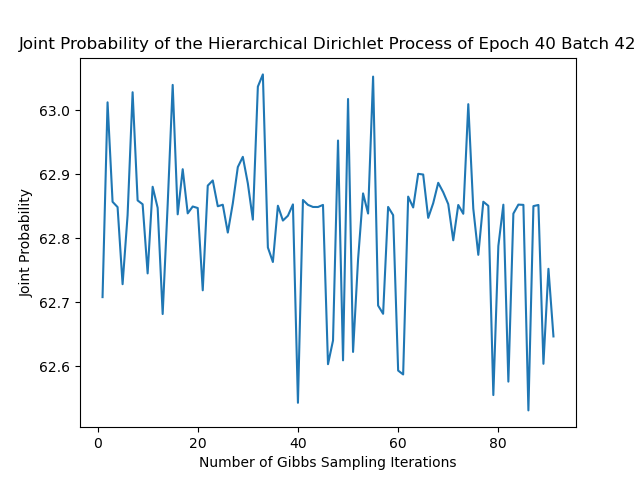 Joint Probability of the Hierarchical Dirichlet Process of Epoch 40 Batch 42
63.0
62.9
62.8
62.7
62.6
Joint Probability
0 20 40 60 80
Number of Gibbs Sampling Iterations